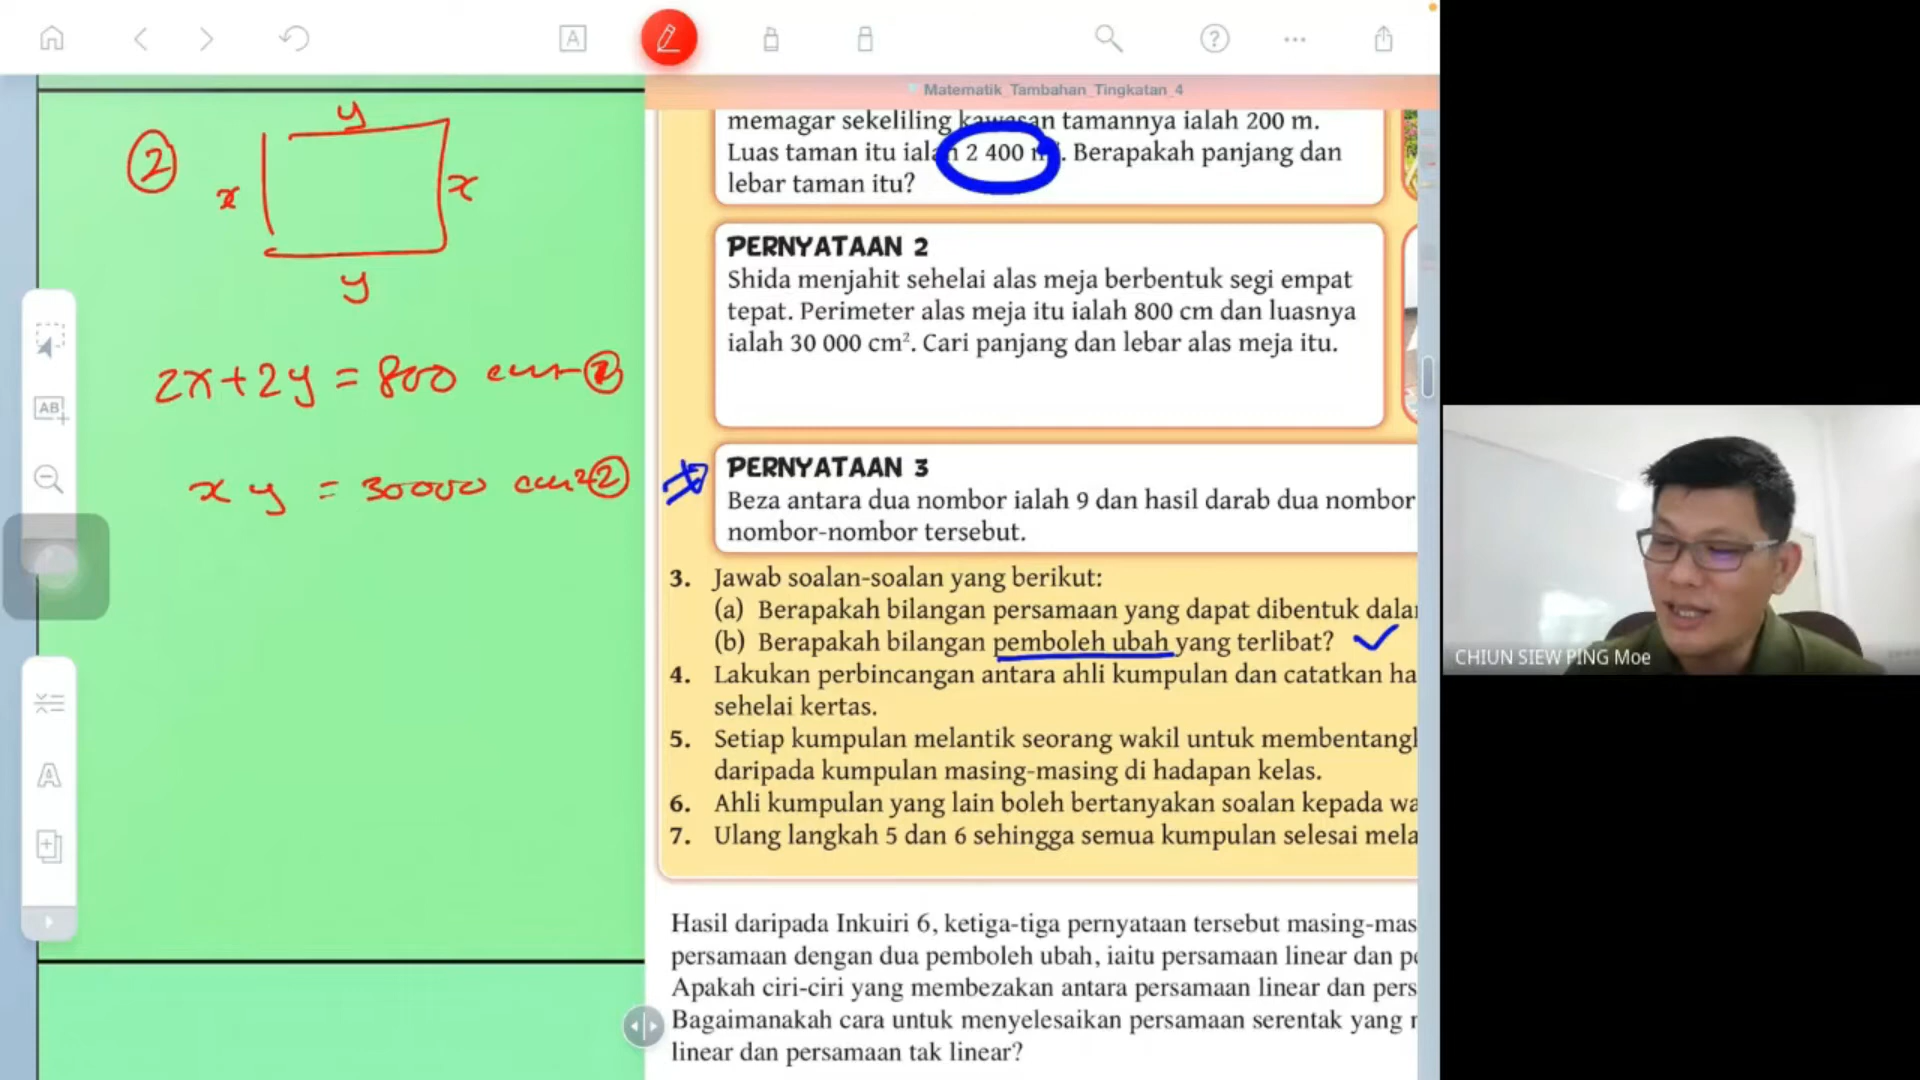 Matematik_Tambahan_Tingkatan_4
② 
y
x
x
y
2x+2y = 800 cm-①
xy = 30000 cm² ②
memagar sekeliling kawasan tamannya ialah 200 m.
Luas taman itu ialah 2 400 m². Berapakah panjang dan
lebar taman itu?
PERNYATAAN 2
Shida menjahit sehelai alas meja berbentuk segi empat
tepat. Perimeter alas meja itu ialah 800 cm dan luasnya
ialah 30 000 cm². Cari panjang dan lebar alas meja itu.
PERNYATAAN 3
Beza antara dua nombor ialah 9 dan hasil darab dua nombor
nombor-nombor tersebut.
3. Jawab soalan-soalan yang berikut:
(a) Berapakah bilangan persamaan yang dapat dibentuk
(b) Berapakah bilangan pemboleh ubah yang terlibat?
4. Lakukan perbincangan antara ahli kumpulan dan catatkan ha
sehelai kertas.
5. Setiap kumpulan melantik seorang wakil untuk
daripada kumpulan masing-masing di hadapan kelas.
6. Ahli kumpulan yang lain boleh bertanyakan soalan kepada wa
7. Ulang langkah 5 dan 6 sehingga semua kumpulan selesai mela
Hasil daripada Inkuiri 6, ketiga-tiga pernyataan tersebut masing-mas
persamaan dengan dua pemboleh ubah, iaitu persamaan linear dan
Apakah ciri-ciri yang membezakan antara persamaan linear dan pers
Bagaimanakah cara untuk menyelesaikan persamaan serentak yang
linear dan persamaan tak linear?
CHIUN SIEW PING Moe